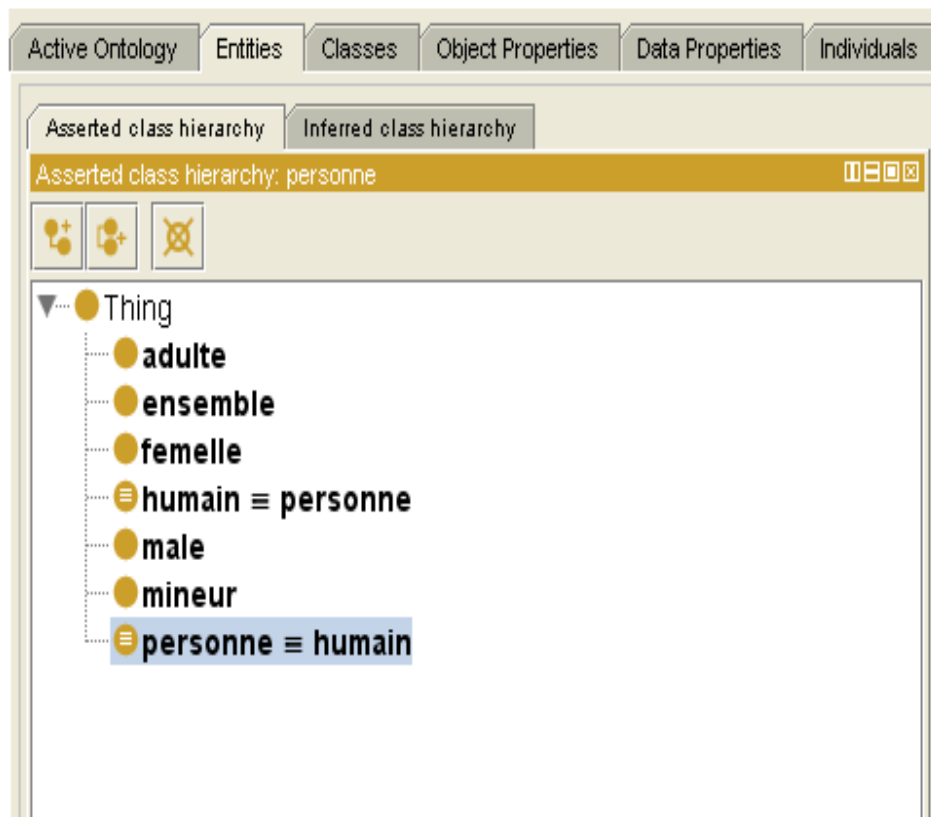 Active Ontology Entities Classes Object Properties Data Properties Individuals
Asserted class hierarchy Inferred class hierarchy
Asserted class hierarchy: personne
Thing
adulte
ensemble
femelle
humain ≡ personne
male
mineur
personne ≡ humain